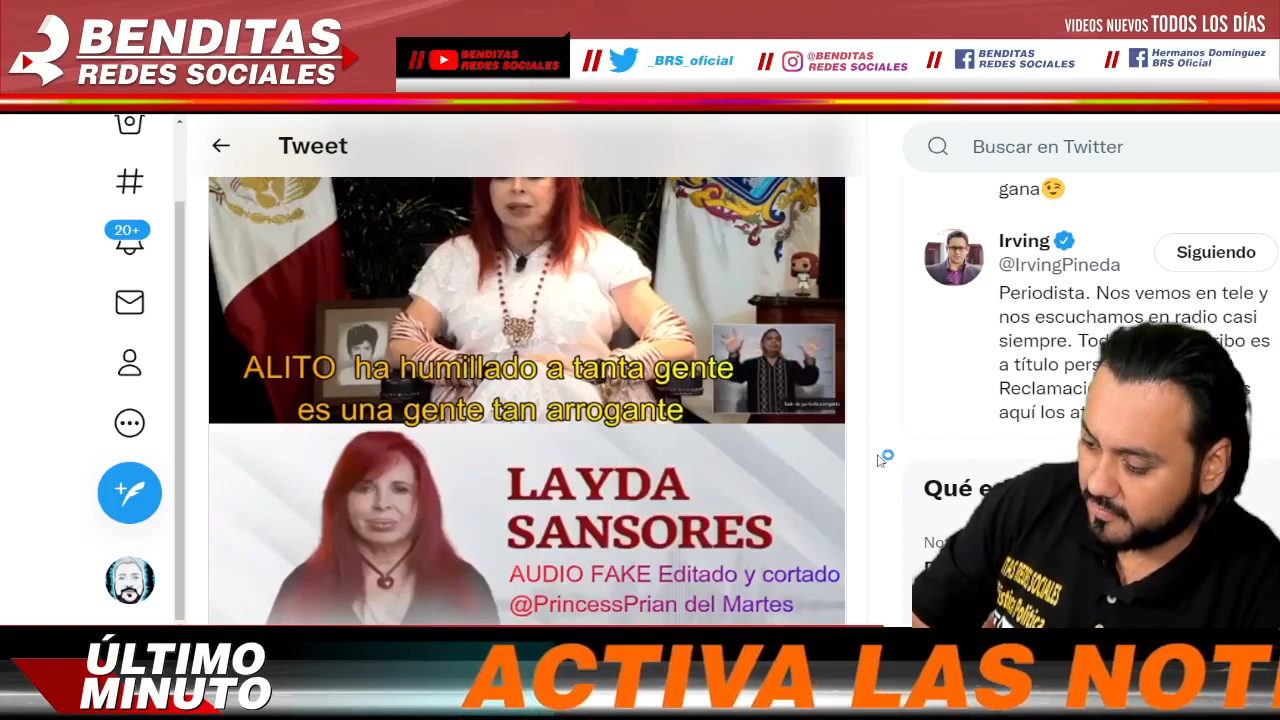 BENDITAS
REDES SOCIALES
VIDEOS NUEVOS TODOS LOS DÍAS
// BENDITAS
REDES SOCIALES
// _BRS_oficial
// @BENDITAS
REDES SOCIALES
// BENDITAS
REDES SOCIALES
// Hermanos Dominguez
BRS Oficial
Tweet
Buscar en Twitter
20+
gana😉
Irving
@IrvingPineda
Siguiendo
Periodista. Nos vemos en tele y
nos escuchamos en radio casi
siempre.
a título
aquí los
ALITO ha humillado a tanta gente
es una gente tan arrogante
LAYDA
SANSORES
AUDIO FAKE Editado y cortado
@PrincessPrian del Martes
Qué
REDES SOCIALES
ÚLTIMO
MINUTO
ACTIVA LAS NOT